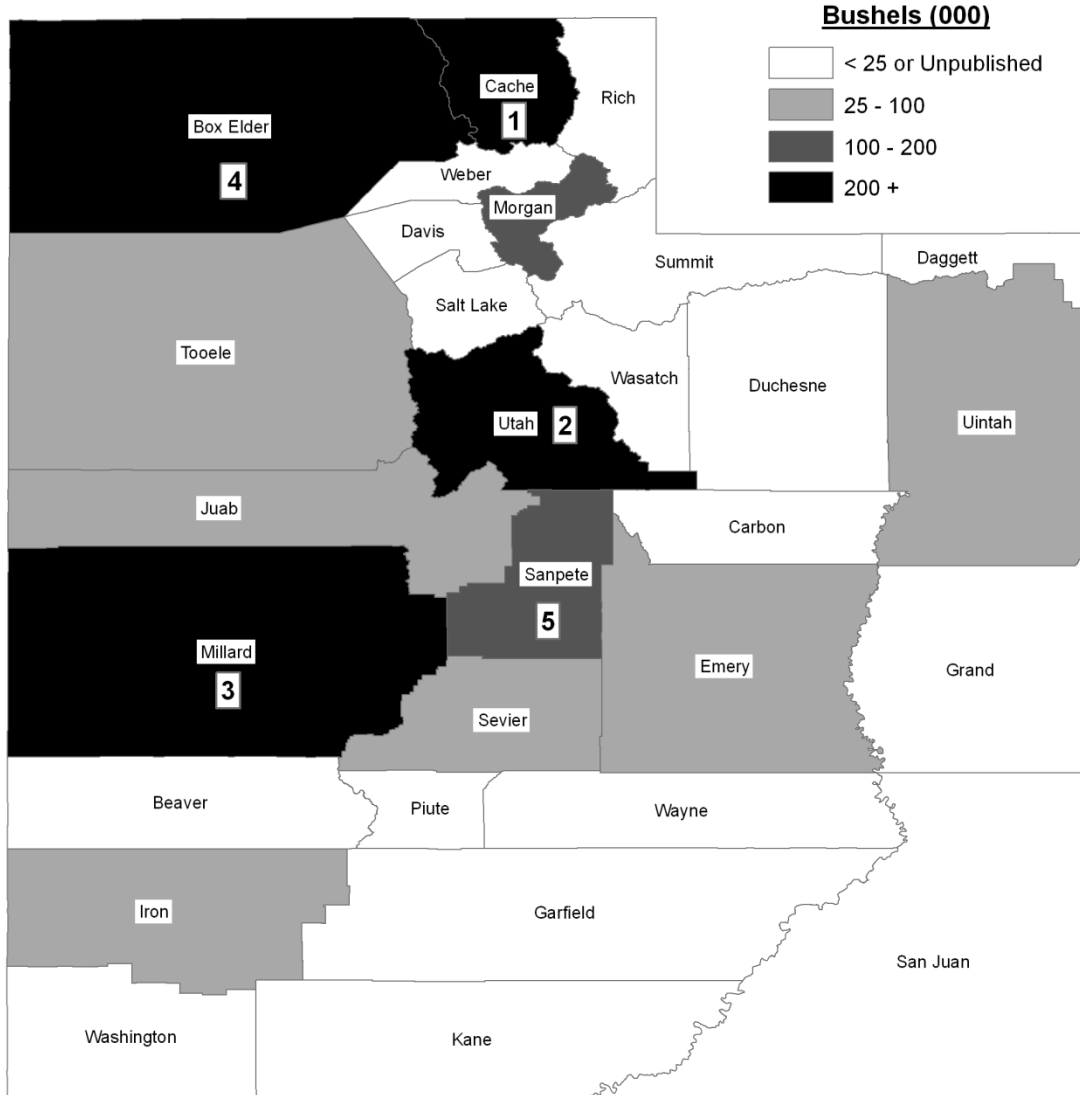 Bushels (000)
< 25 or Unpublished
25 - 100
100 - 200
200 +
Cache
1
Rich
Box Elder
4
Weber
Morgan
Davis
Summit
Daggett
Salt Lake
Tooele
Wasatch
Duchesne
Utah
2
Uintah
Juab
Carbon
Sanpete
5
Millard
3
Emery
Grand
Sevier
Beaver
Piute
Wayne
Iron
Garfield
San Juan
Washington
Kane